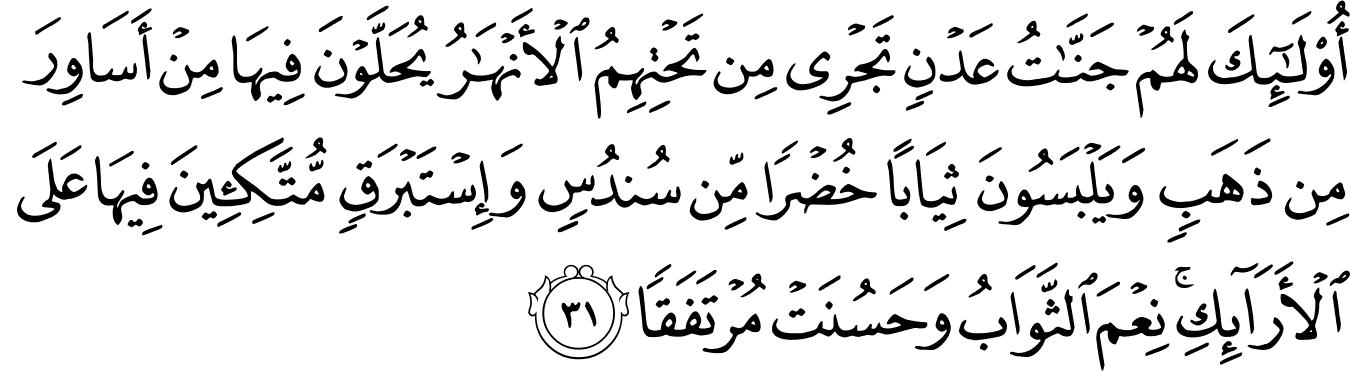 أُو۟لَـٰٓئِكَ لَهُمْ جَنَّـٰتُ عَدْنٍ تَجْرِى مِن تَحْتِهِمُ ٱلْأَنْهَـٰرُ يُحَلَّوْنَ فِيهَا مِنْ أَسَاوِرَ
مِن ذَهَبٍ وَيَلْبَسُونَ ثِيَابًا خُضْرًا مِّن سُندُسٍ وَإِسْتَبْرَقٍ مُّتَّكِـِٔينَ فِيهَا عَلَى
ٱلْأَرَآئِكِ ۚ نِعْمَ ٱلثَّوَابُ وَحَسُنَتْ مُرْتَفَقًا ٣١